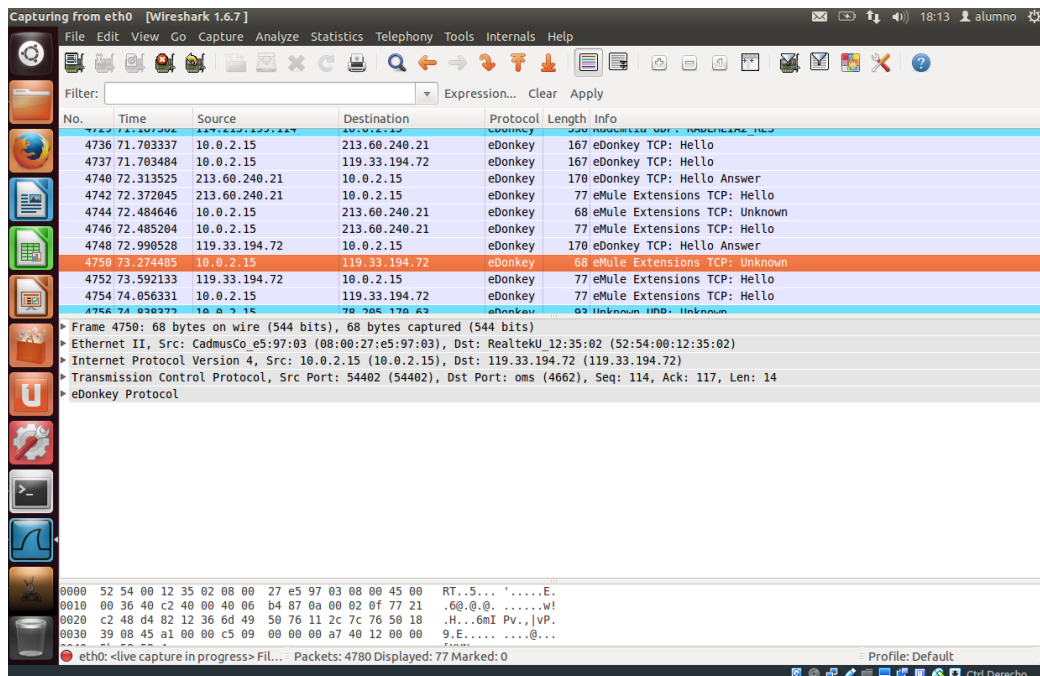 Capturing from eth0 [Wireshark 1.6.7 ] 18:13 alumno
File Edit View Go Capture Analyze Statistics Telephony Tools Internals Help
Filter: Expression... Clear Apply
No. Time Source Destination Protocol Length Info
4736 71.703337 10.0.2.15 213.60.240.21 eDonkey 167 eDonkey TCP: Hello
4737 71.703484 10.0.2.15 119.33.194.72 eDonkey 167 eDonkey TCP: Hello
4740 72.313525 213.60.240.21 10.0.2.15 eDonkey 170 eDonkey TCP: Hello Answer
4742 72.372045 213.60.240.21 10.0.2.15 eDonkey 77 eMule Extensions TCP: Hello
4744 72.484646 10.0.2.15 213.60.240.21 eDonkey 68 eMule Extensions TCP: Unknown
4746 72.485204 10.0.2.15 213.60.240.21 eDonkey 77 eMule Extensions TCP: Hello
4748 72.990528 119.33.194.72 10.0.2.15 eDonkey 170 eDonkey TCP: Hello Answer
4750 73.274485 10.0.2.15 119.33.194.72 eDonkey 68 eMule Extensions TCP: Unknown
4752 73.592133 119.33.194.72 10.0.2.15 eDonkey 77 eMule Extensions TCP: Hello
4754 74.056331 10.0.2.15 119.33.194.72 eDonkey 77 eMule Extensions TCP: Hello
4756 74.838372 10.0.2.15 78.205.170.63 eDonkey 93 Unknown UDP: Unknown
Frame 4750: 68 bytes on wire (544 bits), 68 bytes captured (544 bits)
Ethernet II, Src: CadmusCo_e5:97:03 (08:00:27:e5:97:03), Dst: RealtekU_12:35:02 (52:54:00:12:35:02)
Internet Protocol Version 4, Src: 10.0.2.15 (10.0.2.15), Dst: 119.33.194.72 (119.33.194.72)
Transmission Control Protocol, Src Port: 54402 (54402), Dst Port: oms (4662), Seq: 114, Ack: 117, Len: 14
eDonkey Protocol
0000 52 54 00 12 35 02 08 00 27 e5 97 03 08 00 45 00 RT..5... '.....E.
0010 00 36 40 c2 40 00 40 06 b4 87 0a 00 02 0f 77 21 .6@.@.@. ......w!
0020 c2 48 d4 82 12 36 6d 49 50 76 11 2c 7c 76 50 18 .H...6mI Pv.,|vP.
0030 39 08 45 a1 00 00 c5 09 00 00 00 a7 40 12 00 00 9.E..... ....@...
eth0: <live capture in progress> Fil... Packets: 4780 Displayed: 77 Marked: 0 Profile: Default
Ctrl Derecho